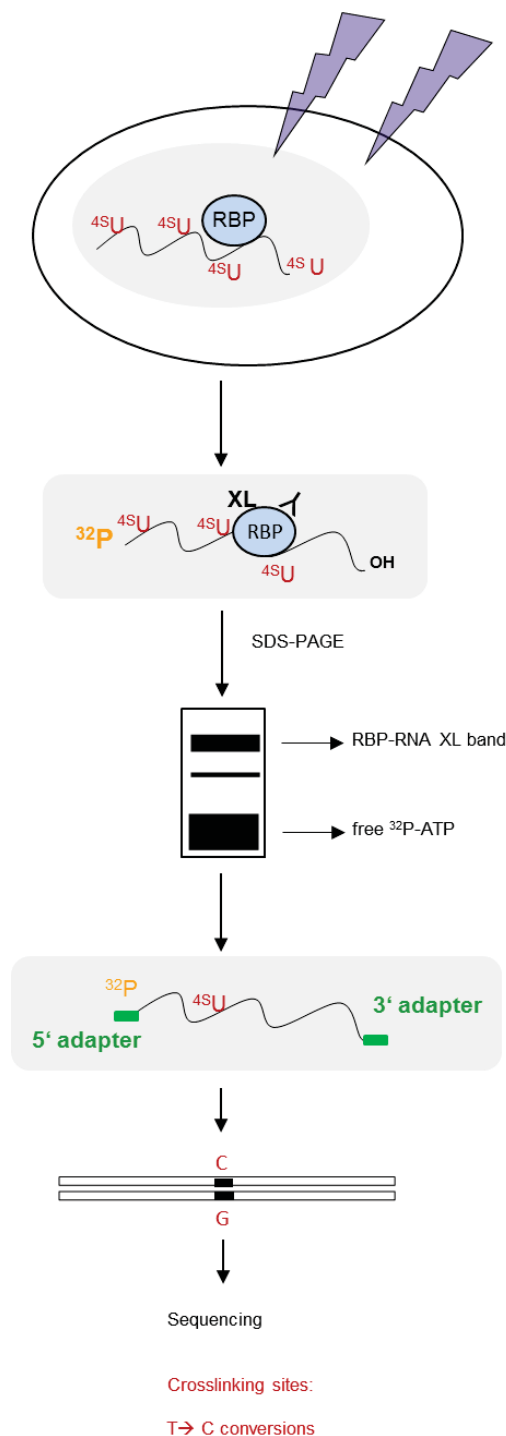 RBP
4SU
4SU
4SU
4S U
XL
32P
4SU
4SU
RBP
4SU
OH
SDS-PAGE
RBP-RNA XL band
free 32P-ATP
32P
4SU
3‘ adapter
5‘ adapter
C
G
Sequencing
Crosslinking sites:
T→ C conversions